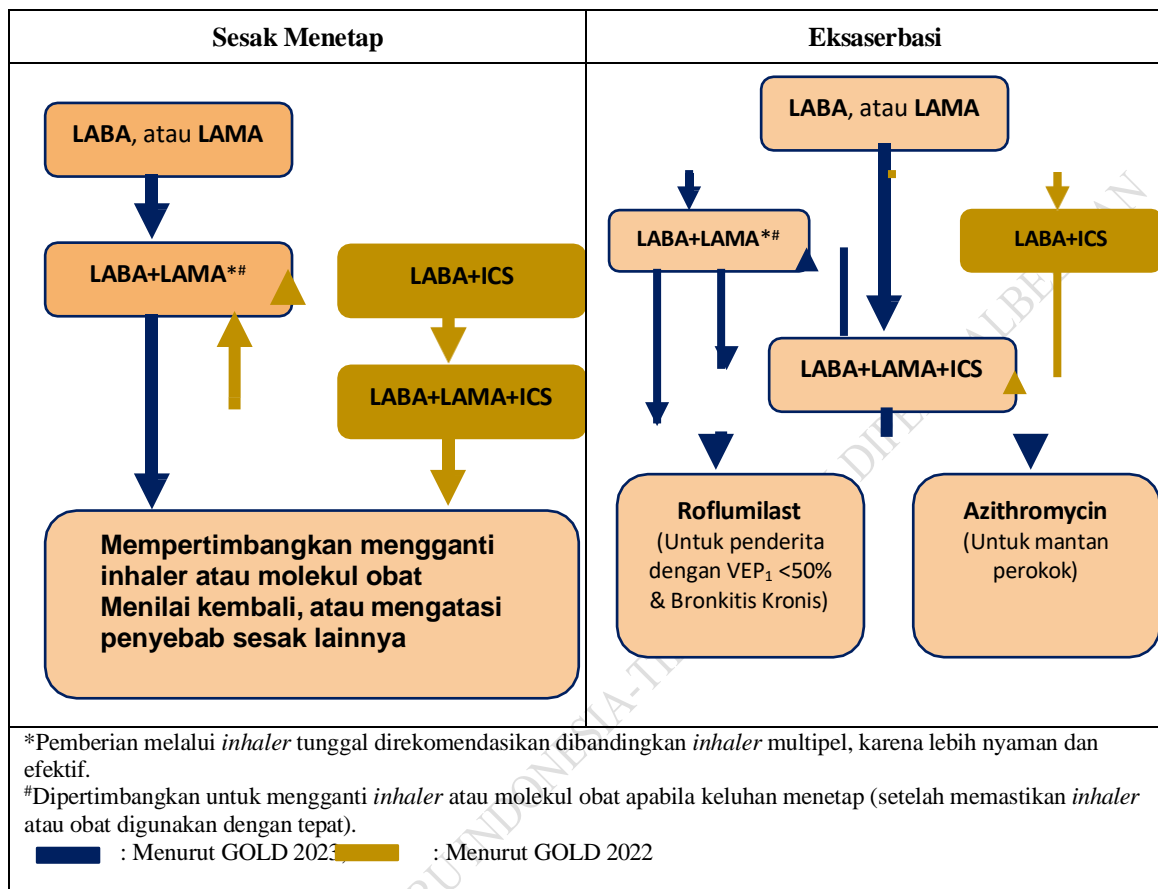 Sesak Menetap
Eksaserbasi
LABA, atau LAMA
LABA+LAMA*#
LABA+ICS
LABA+LAMA+ICS
Mempertimbangkan mengganti
inhaler atau molekul obat
Menilai kembali, atau mengatasi
penyebab sesak lainnya
LABA, atau LAMA
LABA+LAMA*#
LABA+ICS
LABA+LAMA+ICS
Roflumilast
(Untuk penderita
dengan VEP₁ <50%
& Bronkitis Kronis)
Azithromycin
(Untuk mantan
perokok)
*Pemberian melalui inhaler tunggal direkomendasikan dibandingkan inhaler multipel, karena lebih nyaman dan
efektif.
#Dipertimbangkan untuk mengganti inhaler atau molekul obat apabila keluhan menetap (setelah memastikan inhaler
atau obat digunakan dengan tepat).
: Menurut GOLD 2023, : Menurut GOLD 2022